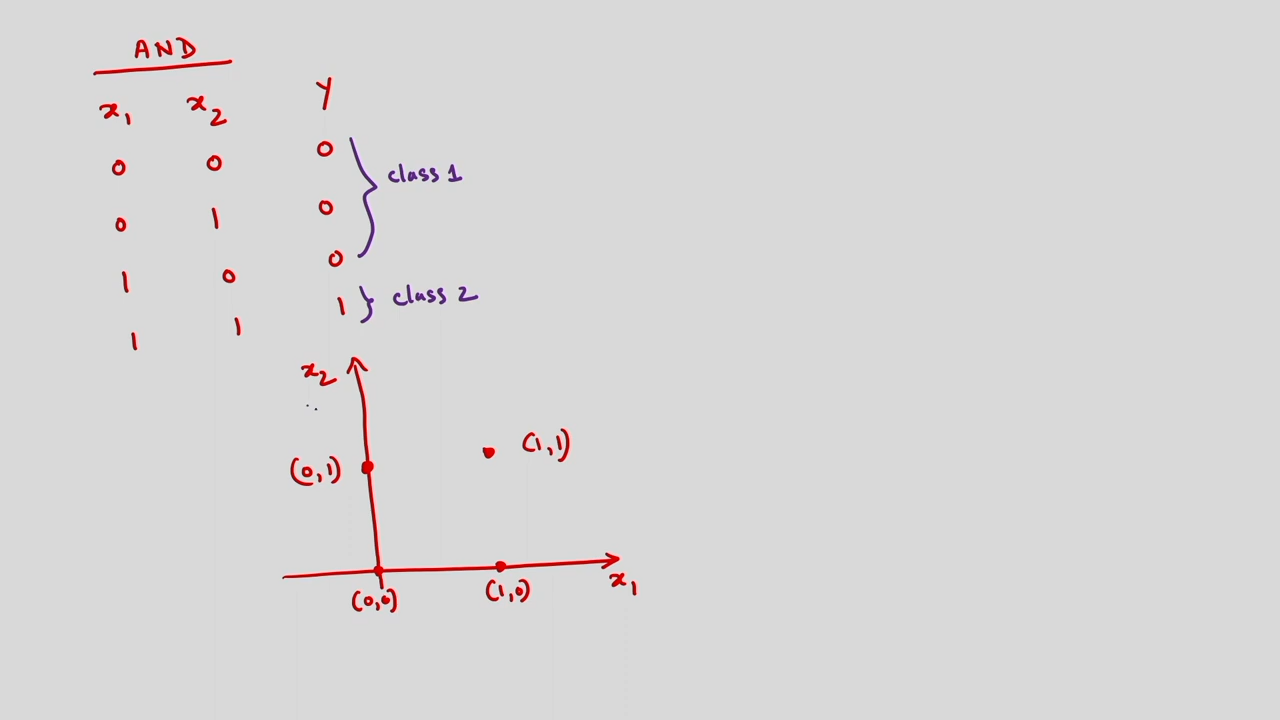 AND
x₁ x₂ y
0 0 0
0 1 0
class 1
1 0 0
1 1 1
class 2
x₂
(0,1) (1,1)
(0,0) (1,0) x₁